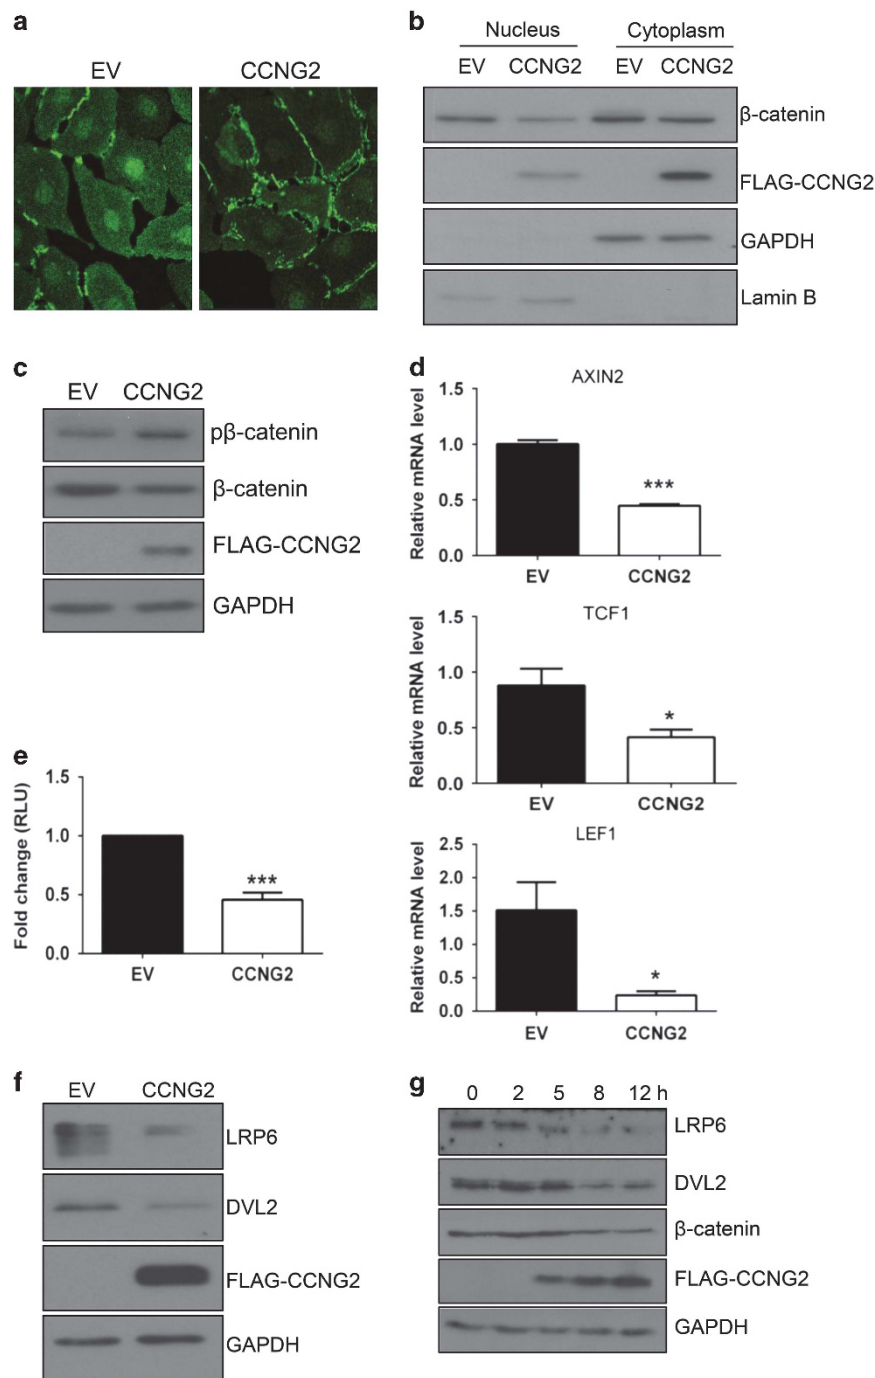 a
EV CCNG2
b
Nucleus Cytoplasm
EV CCNG2 EV CCNG2
β-catenin
FLAG-CCNG2
GAPDH
Lamin B
c
EV CCNG2
pβ-catenin
β-catenin
FLAG-CCNG2
GAPDH
d
AXIN2
Relative mRNA level
1.5
1.0
0.5
0.0
***
EV CCNG2
TCF1
Relative mRNA level
1.5
1.0
0.5
0.0
*
EV CCNG2
LEF1
Relative mRNA level
2.5
2.0
1.5
1.0
0.5
0.0
*
EV CCNG2
e
Fold change (RLU)
1.5
1.0
0.5
0.0
***
EV CCNG2
f
EV CCNG2
LRP6
DVL2
FLAG-CCNG2
GAPDH
g
0 2 5 8 12 h
LRP6
DVL2
β-catenin
FLAG-CCNG2
GAPDH